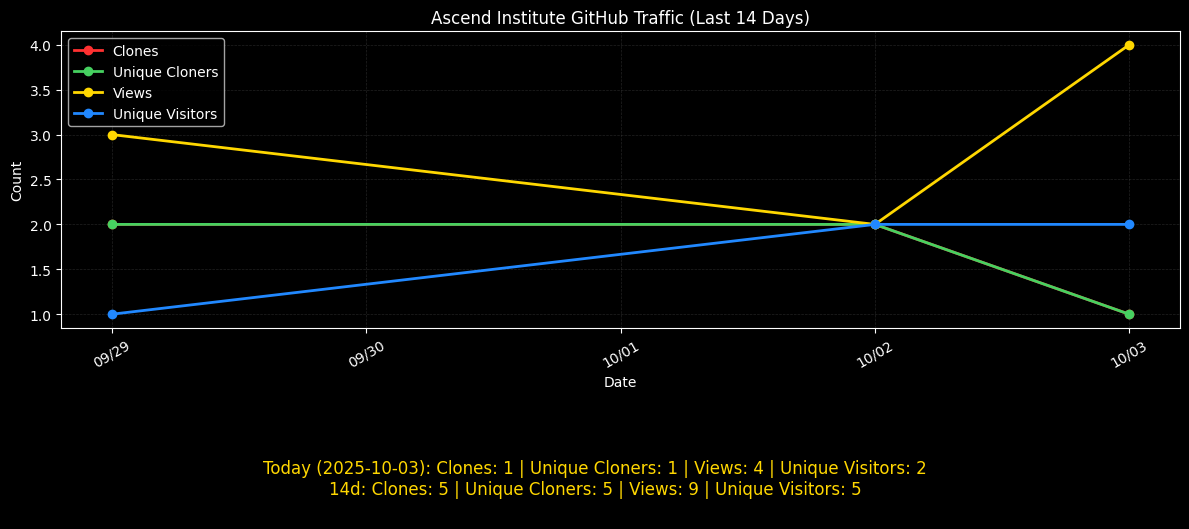 Ascend Institute GitHub Traffic (Last 14 Days)
4.0
3.5
3.0
2.5
2.0
1.5
1.0
Count
Clones
Unique Cloners
Views
Unique Visitors
09/29
09/30
10/01
10/02
10/03
Date
Today (2025-10-03): Clones: 1 | Unique Cloners: 1 | Views: 4 | Unique Visitors: 2
14d: Clones: 5 | Unique Cloners: 5 | Views: 9 | Unique Visitors: 5